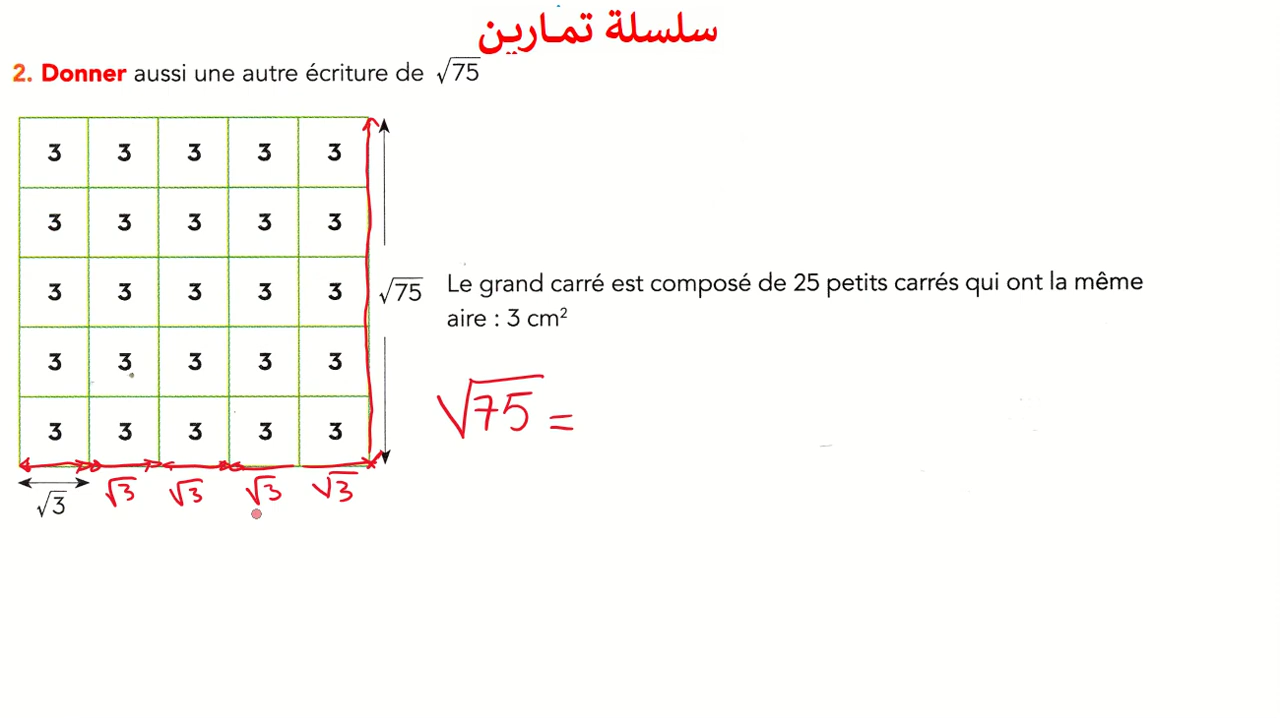 سلسلة تمارين
2. Donner aussi une autre écriture de √75
3 3 3 3 3
3 3 3 3 3
3 3 3 3 3
√75
Le grand carré est composé de 25 petits carrés qui ont la même
aire : 3 cm²
3 3 3 3 3
3 3 3 3 3
√75 =
√3 √3 √3 √3 √3